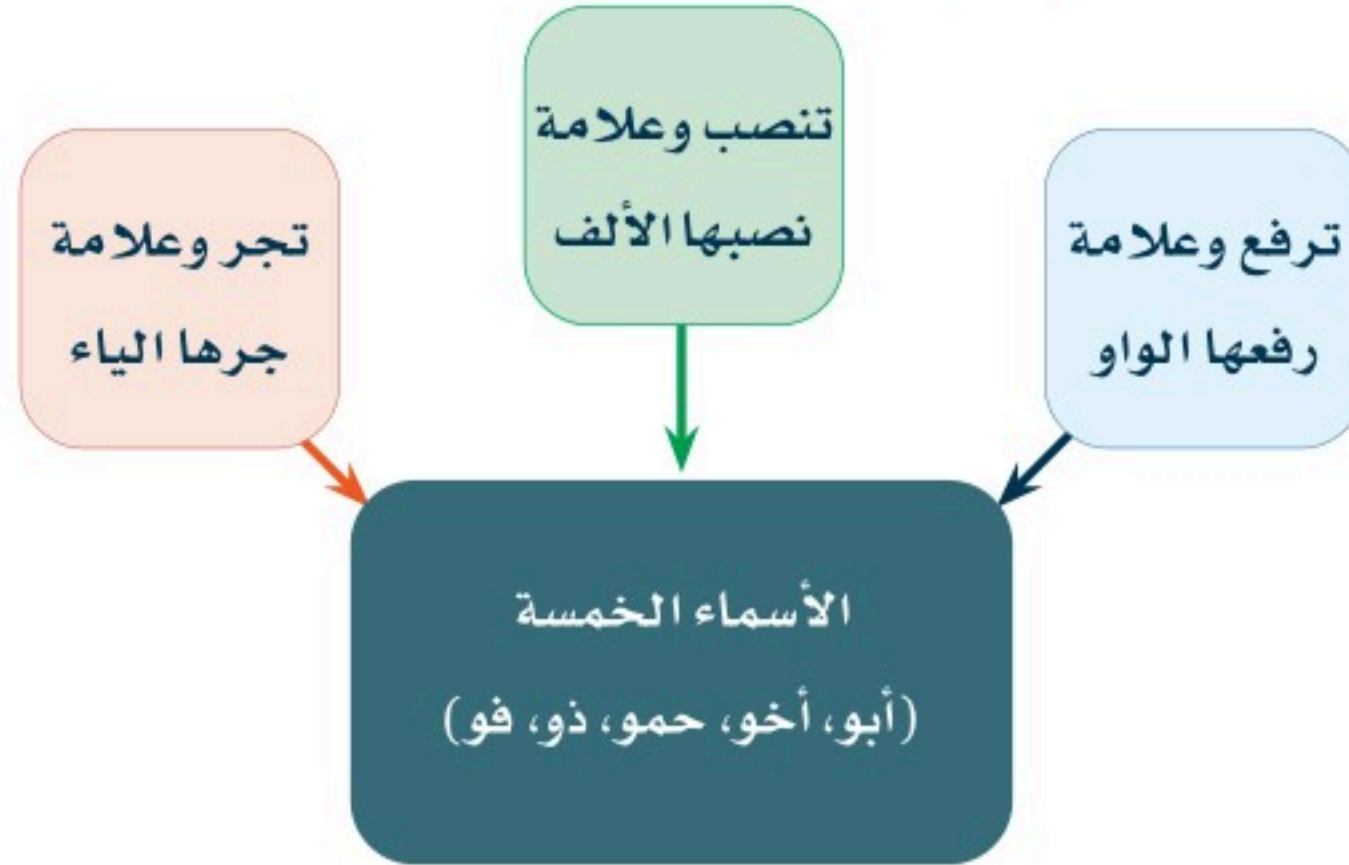 ترفع وعلامة
رفعها الواو
تنصب وعلامة
نصبها الألف
تجر وعلامة
جرها الياء
الأسماء الخمسة
(أبو، أخو، حمو، ذو، فو)